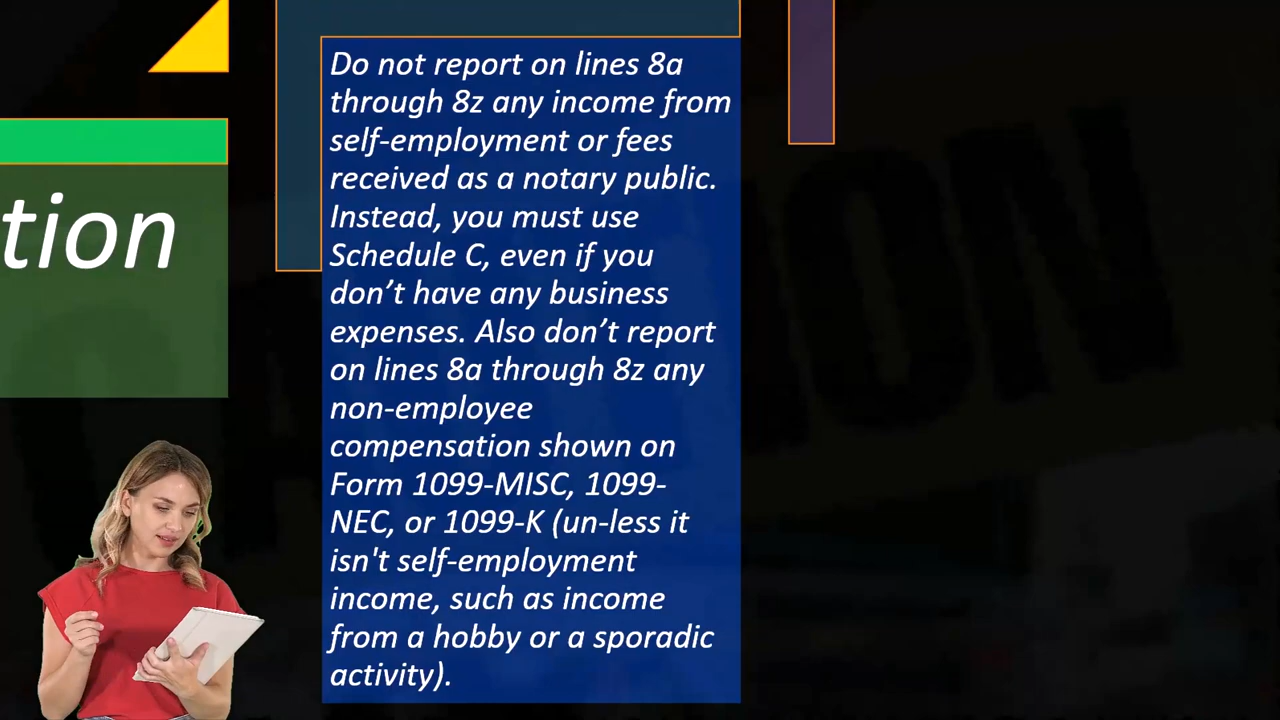 tion
Do not report on lines 8a
through 8z any income from
self-employment or fees
received as a notary public.
Instead, you must use
Schedule C, even if you
don’t have any business
expenses. Also don’t report
on lines 8a through 8z any
non-employee
compensation shown on
Form 1099-MISC, 1099-
NEC, or 1099-K (un-less it
isn't self-employment
income, such as income
from a hobby or a sporadic
activity).